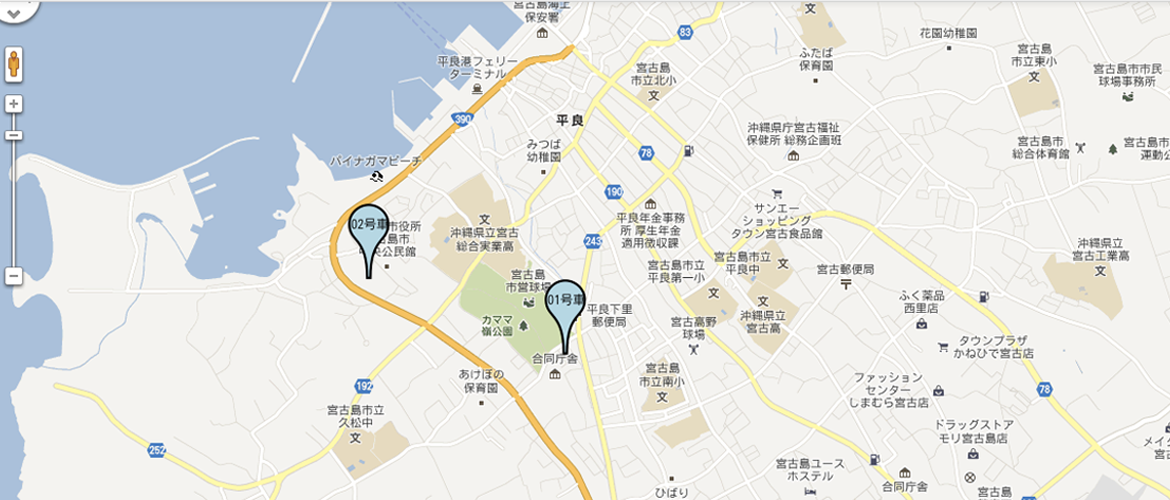 宮古島海上
保安署
83
花園幼稚園
ふたば
保育園
宮古島
市立東小
平良港フェリー
ターミナル
宮古島
市立北小
宮古島市市民
球場事務所
390
平良
沖縄県庁宮古福祉
保健所 総務企画班
宮古島市
総合体育館
宮古島
運動公
みつば
幼稚園
78
パイナガマビーチ
190
サンエー
ショッピング
タウン宮古食品館
02号車
市役所
島市
公民館
沖縄県立宮古
総合実業高
平良年金事務
所 厚生年金
適用徴収課
243
沖縄県立
宮古工業高
宮古島
市営球場
宮古島市立
平良第一小
宮古島市立
平良中
宮古郵便局
01号車
平良下里
郵便局
カママ
嶺公園
宮古高野
球場
沖縄県立
宮古高
ふく薬品
西里店
タウンプラザ
かねひで宮古店
合同庁舎
あけぼの
保育園
宮古島
市立南小
ファッション
センター
しまむら宮古店
78
192
宮古島市立
久松中
ドラッグストア
モリ宮古島店
252
メイク
宮古
宮古島ユース
ホステル
合同庁舎
ひばり
宮古島